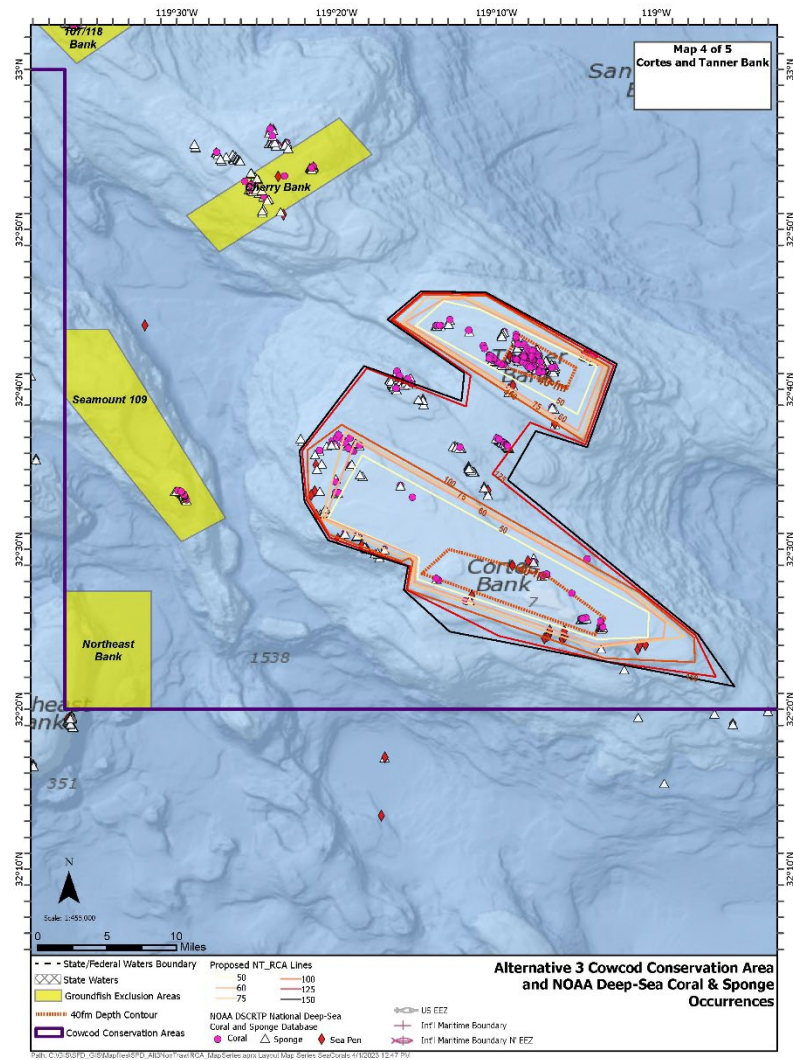 119°30'W 119°20'W 119°10'W 119°W
107/118
Bank
Map 4 of 5
Cortes and Tanner Bank
San
33°N 33°N
Cherry Bank
32°50'N 32°50'N
Bank
32°40'N 32°40'N
Seamount 109
50
60
75
125
100
75
60
50
32°30'N 32°30'N
Cortes
Bank
7
Northeast
Bank
1538
32°20'N 32°20'N
351
32°10'N 32°10'N
N
Scale: 1:455,000
0 5 10
Miles
State/Federal Waters Boundary
State Waters
Groundfish Exclusion Areas
40fm Depth Contour
Cowcod Conservation Areas
Proposed NT_RCA Lines
50 100
60 125
75 150
NOAA DSCRTP National Deep-Sea
Coral and Sponge Database
Coral Sponge Sea Pen
US EEZ
Int'l Maritime Boundary
Int'l Maritime Boundary N' EEZ
Alternative 3 Cowcod Conservation Area
and NOAA Deep-Sea Coral & Sponge
Occurrences